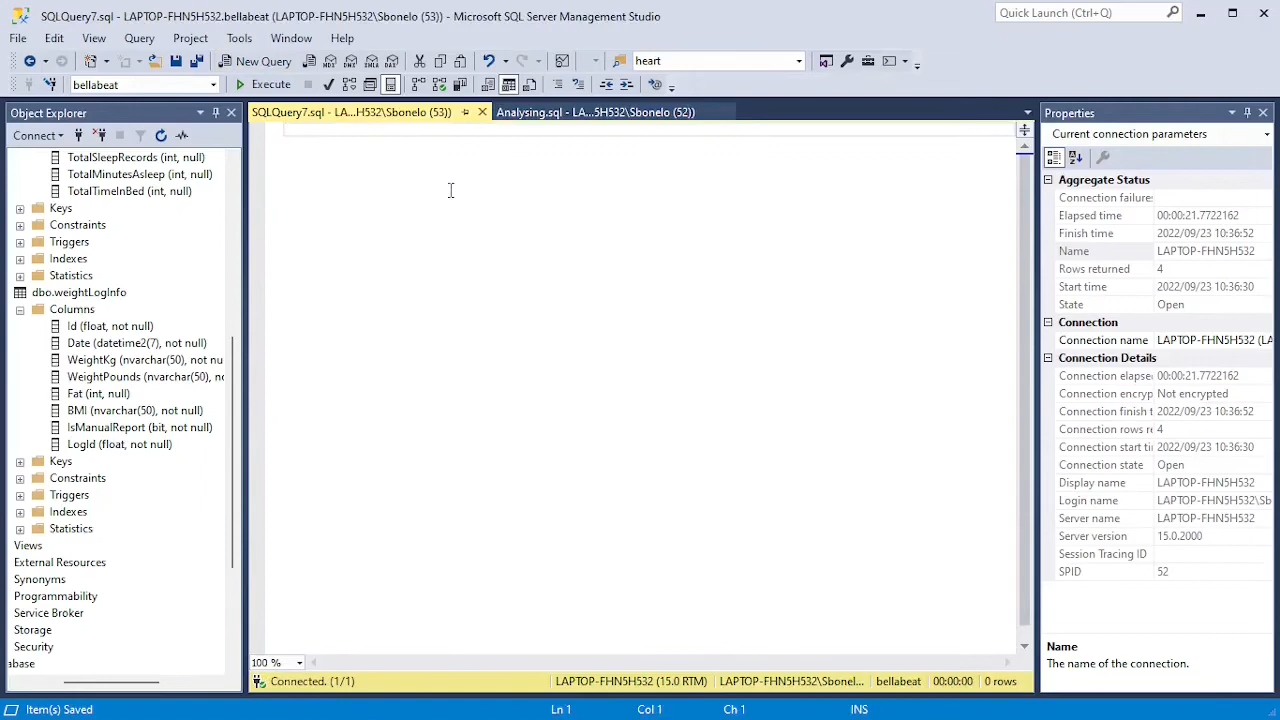 SQLQuery7.sql - LAPTOP-FHN5H532.bellabeat (LAPTOP-FHN5H532\Sbonelo (53)) - Microsoft SQL Server Management Studio
Quick Launch (Ctrl+Q)
File Edit View Query Project Tools Window Help
New Query
heart
bellabeat
Execute
Object Explorer
Connect
TotalSleepRecords (int, null)
TotalMinutesAsleep (int, null)
TotalTimeInBed (int, null)
Keys
Constraints
Triggers
Indexes
Statistics
dbo.weightLogInfo
Columns
Id (float, not null)
Date (datetime2(7), not null)
WeightKg (nvarchar(50), not nu
WeightPounds (nvarchar(50), no
Fat (int, null)
BMI (nvarchar(50), not null)
IsManualReport (bit, not null)
LogId (float, not null)
Keys
Constraints
Triggers
Indexes
Statistics
Views
External Resources
Synonyms
Programmability
Service Broker
Storage
Security
abase
SQLQuery7.sql - LA...H532\Sbonelo (53))
Analysing.sql - LA...5H532\Sbonelo (52))
100 %
Connected. (1/1)
LAPTOP-FHN5H532 (15.0 RTM)
LAPTOP-FHN5H532\Sbonel...
bellabeat
00:00:00
0 rows
Properties
Current connection parameters
Aggregate Status
Connection failures
Elapsed time 00:00:21.7722162
Finish time 2022/09/23 10:36:52
Name LAPTOP-FHN5H532
Rows returned 4
Start time 2022/09/23 10:36:30
State Open
Connection
Connection name LAPTOP-FHN5H532 (LA
Connection Details
Connection elapse 00:00:21.7722162
Connection encryp Not encrypted
Connection finish t 2022/09/23 10:36:52
Connection rows re 4
Connection start ti 2022/09/23 10:36:30
Connection state Open
Display name LAPTOP-FHN5H532
Login name LAPTOP-FHN5H532\Sb
Server name LAPTOP-FHN5H532
Server version 15.0.2000
Session Tracing ID
SPID 52
Name
The name of the connection.
Item(s) Saved
Ln 1
Col 1
Ch 1
INS